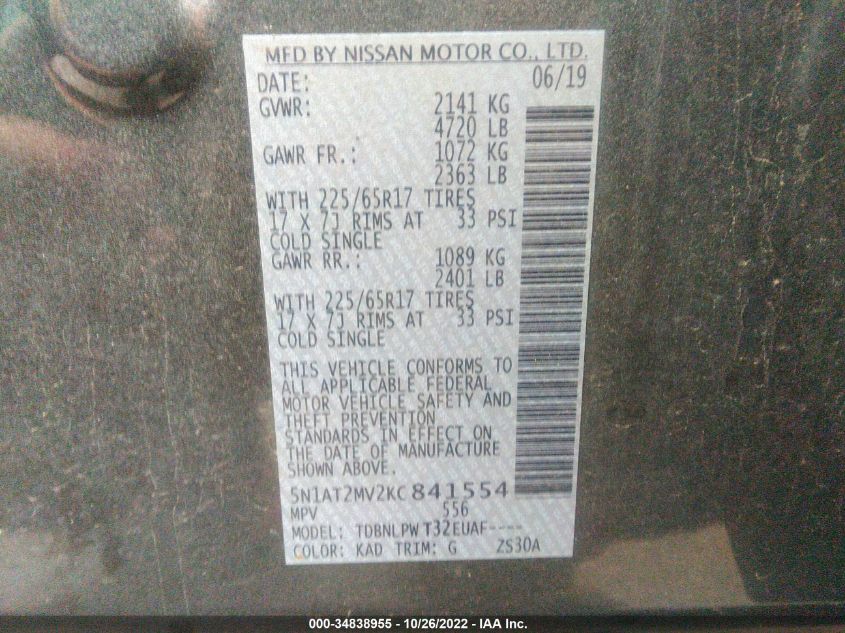 MFD BY NISSAN MOTOR CO., LTD.
DATE: 06/19
GVWR: 2141 KG
4720 LB
GAWR FR.: 1072 KG
2363 LB
WITH 225/65R17 TIRES
17 X 7J RIMS AT 33 PSI
COLD SINGLE
GAWR RR.: 1089 KG
2401 LB
WITH 225/65R17 TIRES
17 X 7J RIMS AT 33 PSI
COLD SINGLE
THIS VEHICLE CONFORMS TO
ALL APPLICABLE FEDERAL
MOTOR VEHICLE SAFETY AND
THEFT PREVENTION
STANDARDS IN EFFECT ON
THE DATE OF MANUFACTURE
SHOWN ABOVE.
5N1AT2MV2KC841554
MPV 556
MODEL: TDBNLPWT32EUAF----
COLOR: KAD TRIM: G ZS30A
000-34838955 - 10/26/2022 - IAA Inc.